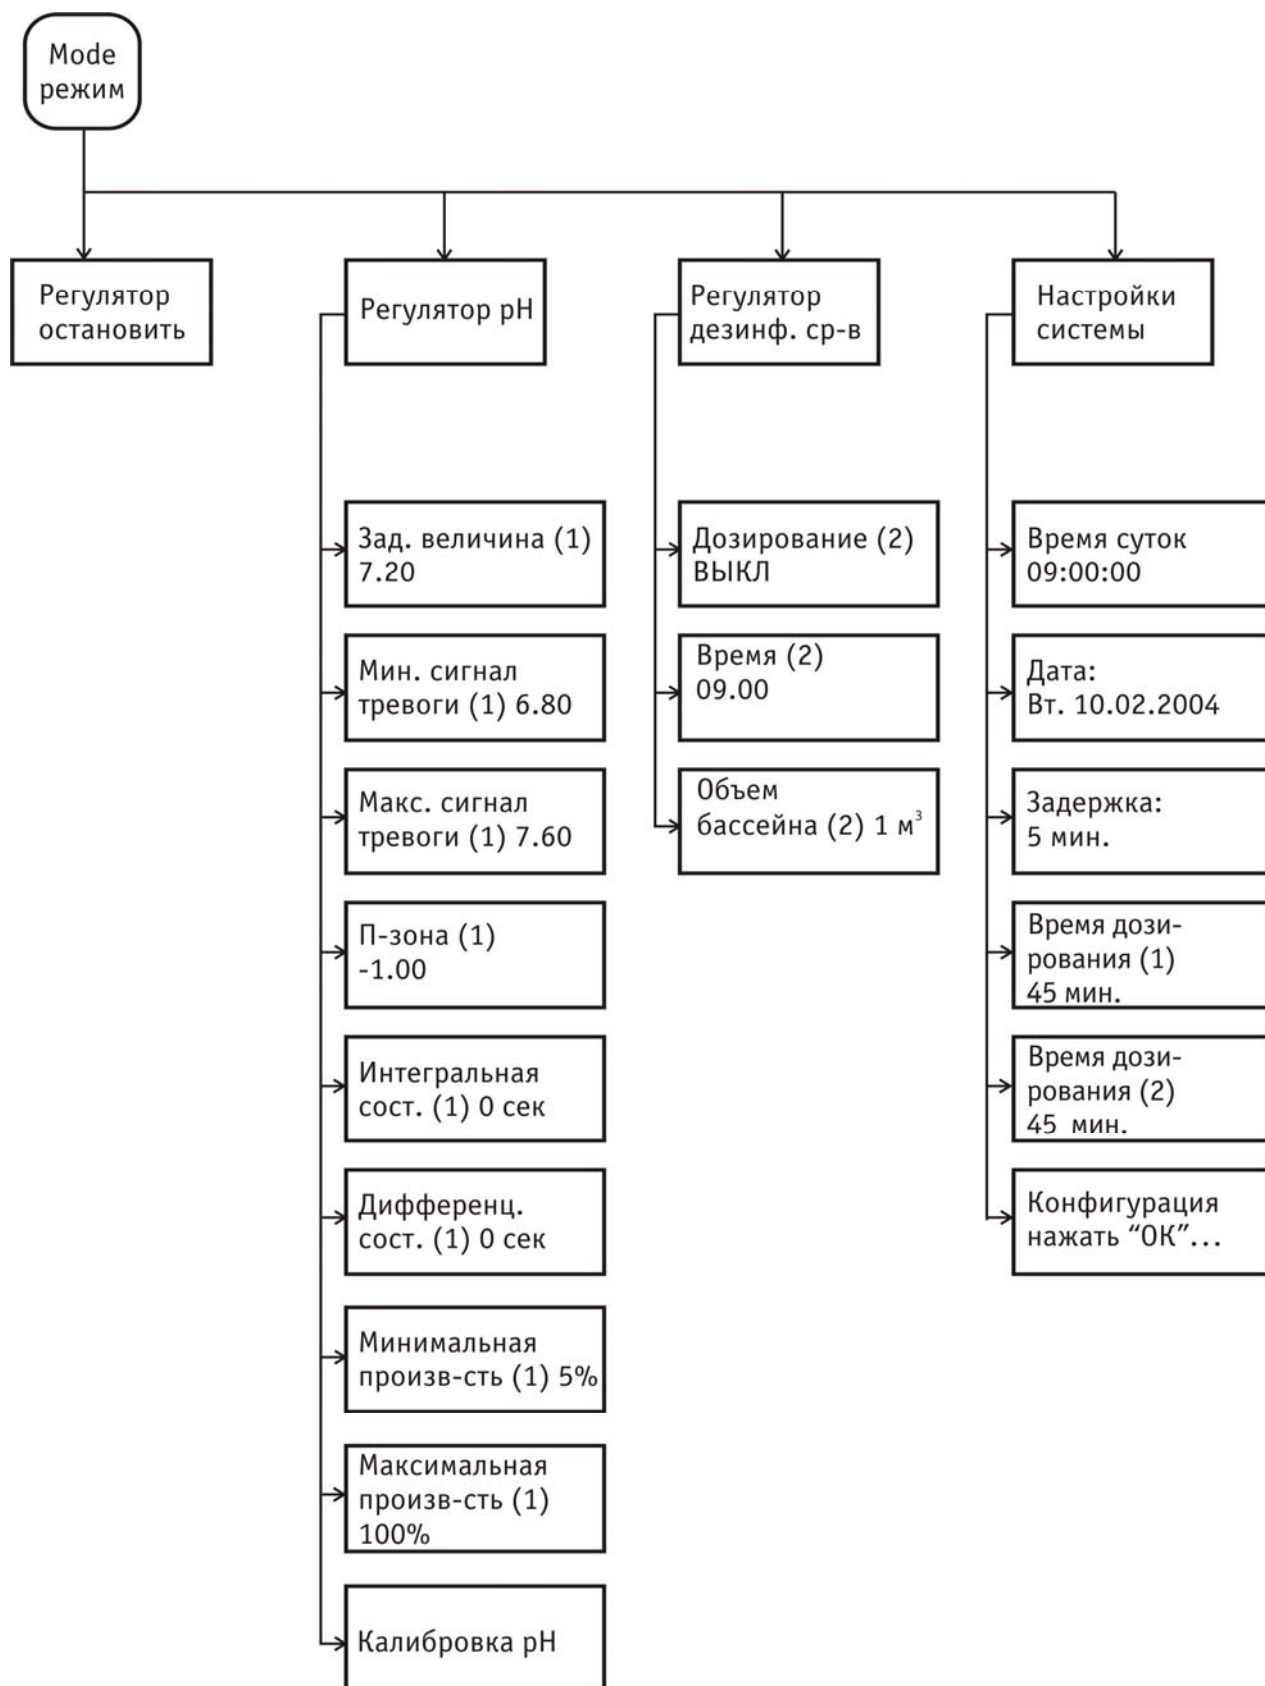 Mode
режим
Регулятор
остановить
Регулятор pH
Регулятор
дезинф. ср-в
Настройки
системы
Зад. величина (1)
7.20
Мин. сигнал
тревоги (1) 6.80
Макс. сигнал
тревоги (1) 7.60
П-зона (1)
-1.00
Интегральная
сост. (1) 0 сек
Дифференц.
сост. (1) 0 сек
Минимальная
произв-сть (1) 5%
Максимальная
произв-сть (1)
100%
Калибровка pH
Дозирование (2)
ВЫКЛ
Время (2)
09.00
Объем
бассейна (2) 1 м³
Время суток
09:00:00
Дата:
Вт. 10.02.2004
Задержка:
5 мин.
Время дози-
рования (1)
45 мин.
Время дози-
рования (2)
45 мин.
Конфигурация
нажать “ОК”...